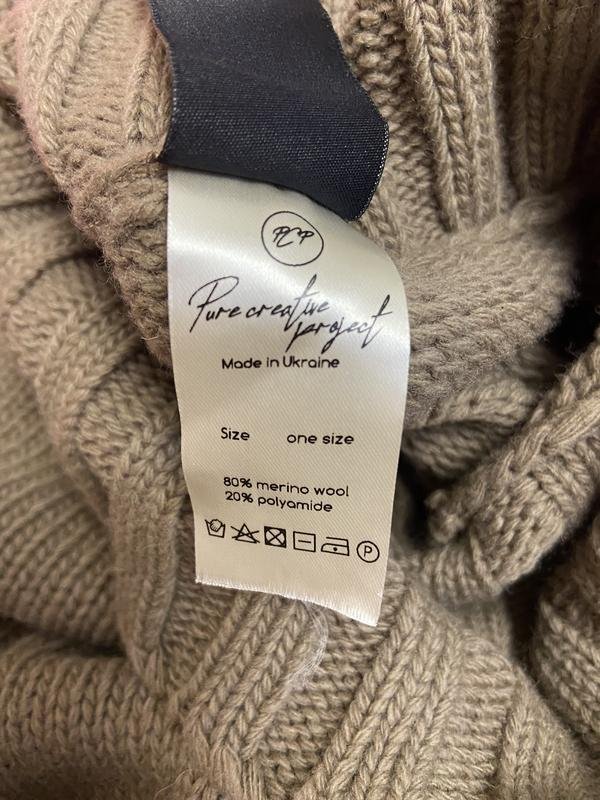 PCP
Pure creative
project
Made in Ukraine
Size one size
80% merino wool
20% polyamide
P